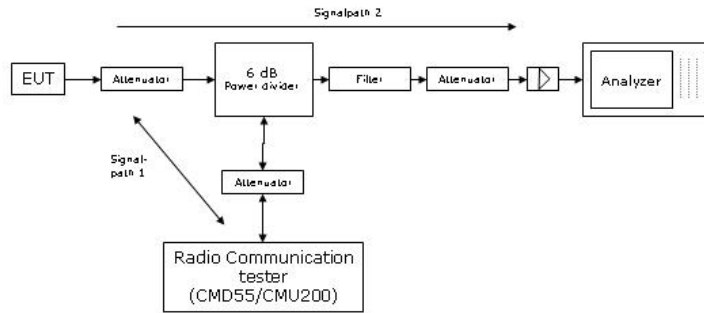 Signalpath 2
EUT
Attenuator
6 dB
Power divider
Filter
Attenuator
Analyzer
Signal-
path 1
Attenuator
Radio Communication
tester
(CMD55/CMU200)